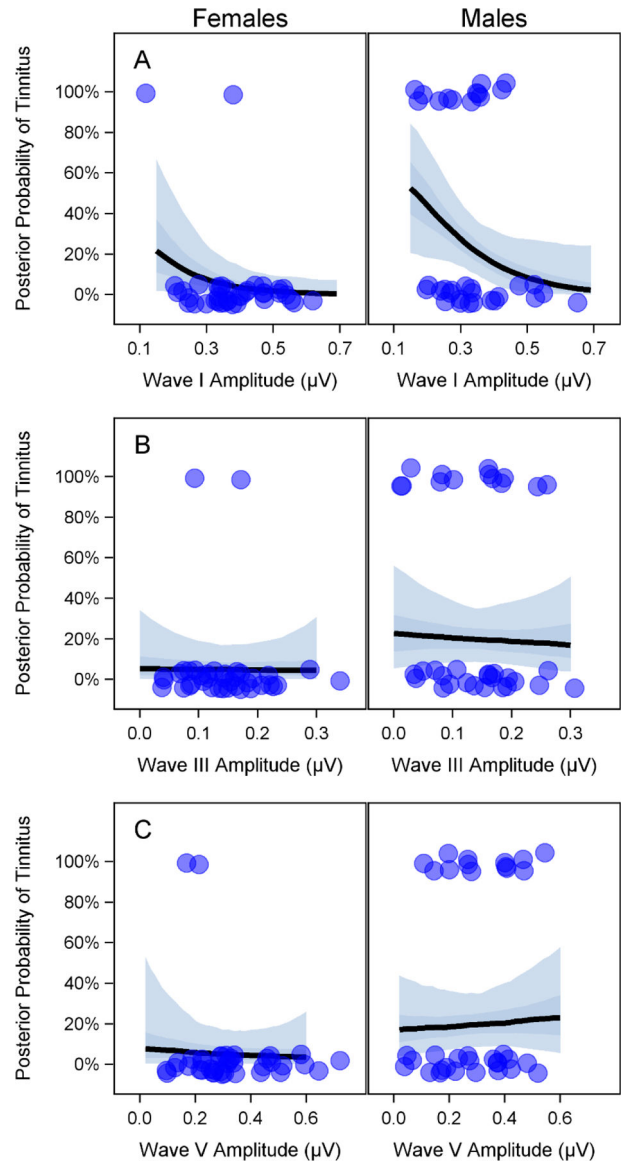 Females Males
A
Posterior Probability of Tinnitus
100%
80%
60%
40%
20%
0%
0.1 0.3 0.5 0.7 0.1 0.3 0.5 0.7
Wave I Amplitude (µV) Wave I Amplitude (µV)
B
Posterior Probability of Tinnitus
100%
80%
60%
40%
20%
0%
0.0 0.1 0.2 0.3 0.0 0.1 0.2 0.3
Wave III Amplitude (µV) Wave III Amplitude (µV)
C
Posterior Probability of Tinnitus
100%
80%
60%
40%
20%
0%
0.0 0.2 0.4 0.6 0.0 0.2 0.4 0.6
Wave V Amplitude (µV) Wave V Amplitude (µV)